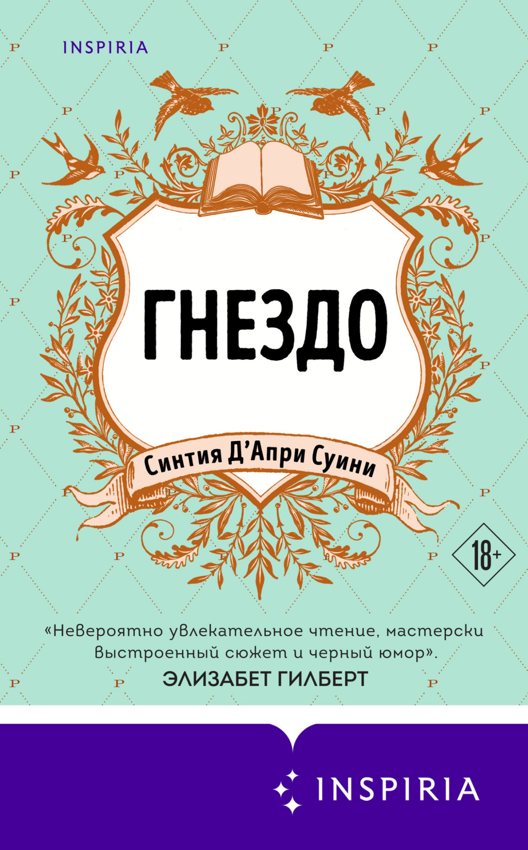 INSPIRIA
ГНЕЗДО
Синтия Д’Апри Суини
18+
«Невероятно увлекательное чтение, мастерски
выстроенный сюжет и черный юмор».
ЭЛИЗАБЕТ ГИЛБЕРТ
INSPIRIA